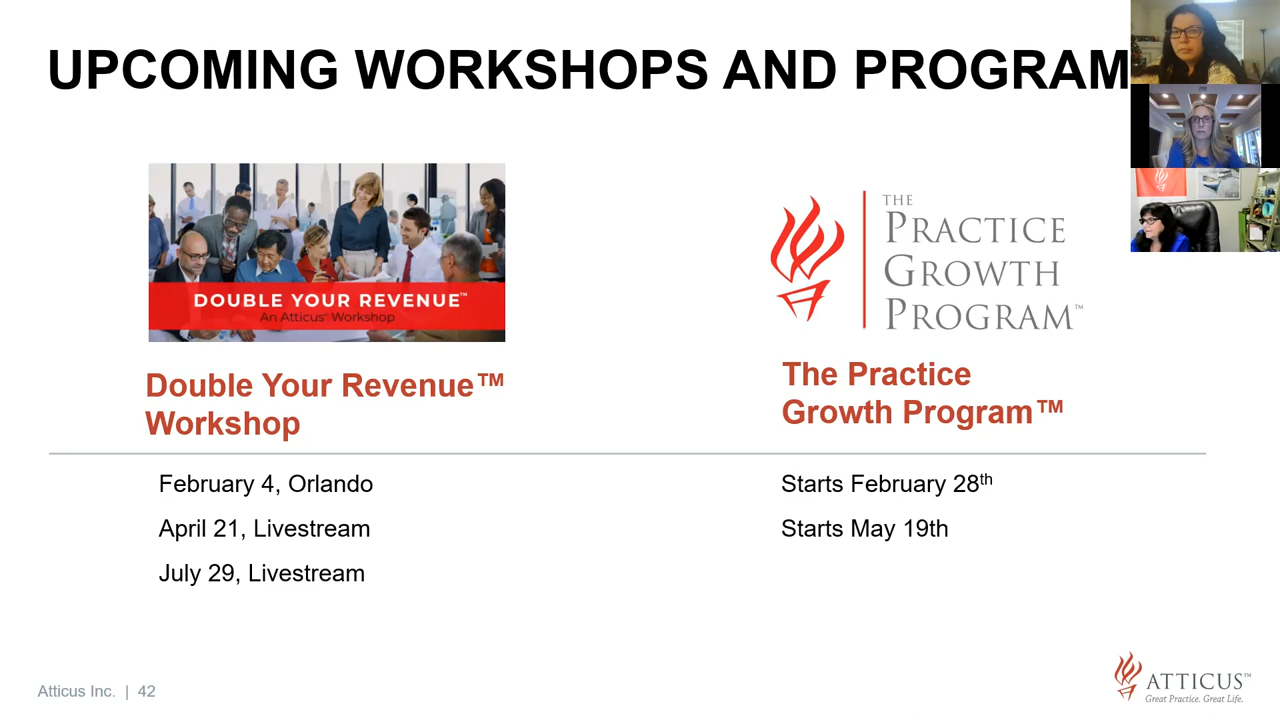 UPCOMING WORKSHOPS AND PROGRAM
DOUBLE YOUR REVENUE™
An Atticus® Workshop
THE
PRACTICE
GROWTH
PROGRAM™
Double Your Revenue™
Workshop
The Practice
Growth Program™
February 4, Orlando
April 21, Livestream
July 29, Livestream
Starts February 28th
Starts May 19th
Atticus Inc. | 42
ATTICUS™
Great Practice. Great Life.